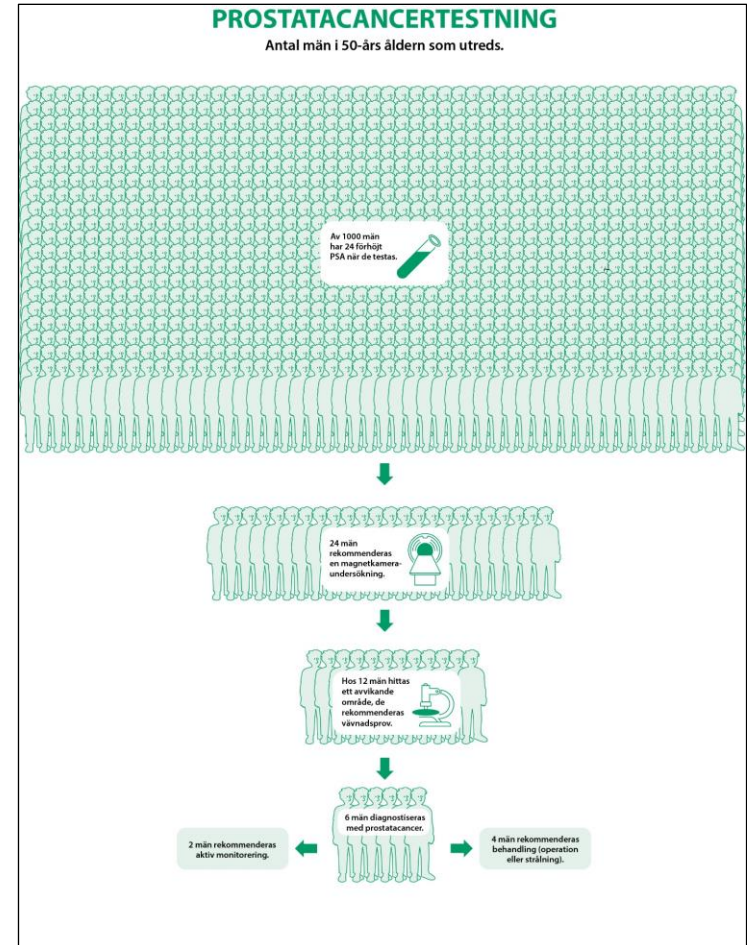 PROSTATACANCERTESTNING
Antal män i 50-års åldern som utreds.
Av 1000 män
har 24 förhöjt
PSA när de testas.
24 män
rekommenderas
en magnetkamera-
undersökning.
Hos 12 män hittas
ett avvikande
område, de
rekommenderas
vävnadsprov.
6 män diagnostiseras
med prostatacancer.
2 män rekommenderas
aktiv monitorering.
4 män rekommenderas
behandling (operation
eller strålning).